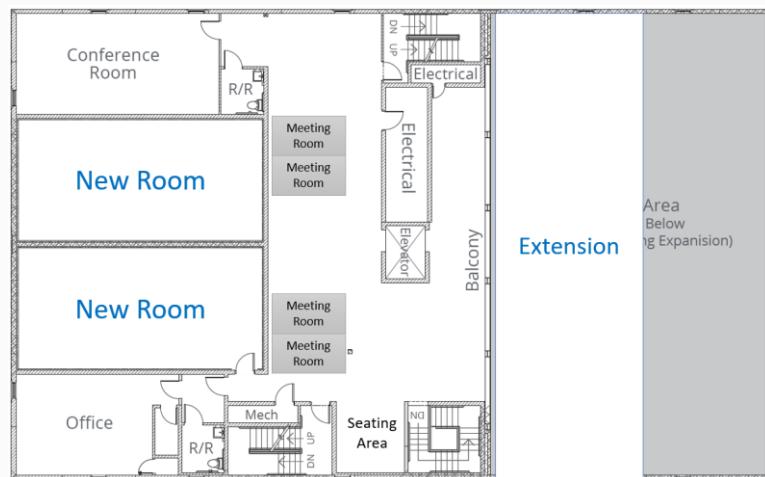 Conference
Room
R/R
DN
UP
Electrical
Meeting
Room
Meeting
Room
New Room
Electrical
Area
Below
ng Expanision)
Extension
Elevator
Balcony
New Room
Meeting
Room
Meeting
Room
Office
R/R
Mech
UP
DN
Seating
Area
DN